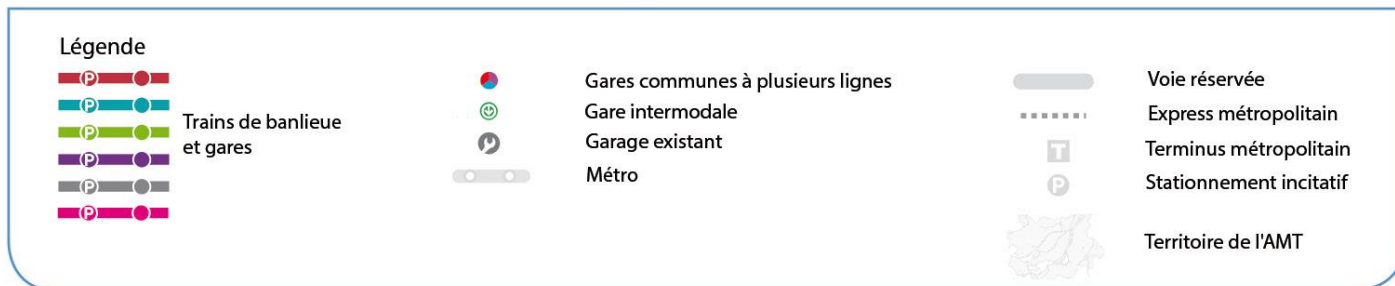 Légende
P
P
P
P
P
P
Trains de banlieue
et gares
Gares communes à plusieurs lignes
Gare intermodale
Garage existant
Métro
Voie réservée
Express métropolitain
T Terminus métropolitain
P Stationnement incitatif
Territoire de l'AMT